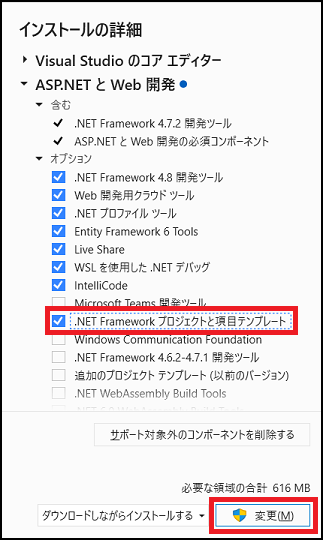 インストールの詳細
Visual Studio のコア エディター
ASP.NET と Web 開発
含む
.NET Framework 4.7.2 開発ツール
ASP.NET と Web 開発の必須コンポーネント
オプション
.NET Framework 4.8 開発ツール
Web 開発用クラウド ツール
.NET プロファイル ツール
Entity Framework 6 Tools
Live Share
WSL を使用した .NET デバッグ
IntelliCode
Microsoft Teams 開発ツール
.NET Framework プロジェクトと項目テンプレート
Windows Communication Foundation
.NET Framework 4.6.2-4.7.1 開発ツール
追加のプロジェクト テンプレート (以前のバージョン)
.NET WebAssembly Build Tools
サポート対象外のコンポーネントを削除する
必要な領域の合計 616 MB
ダウンロードしながらインストールする
変更(M)